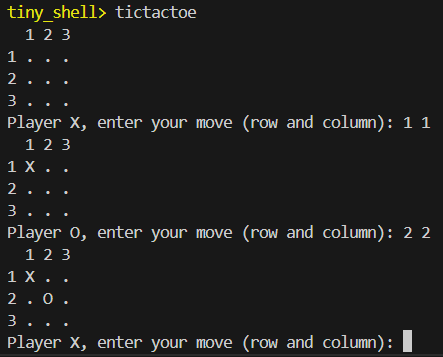 tiny_shell> tictactoe
  1 2 3
1 . . .
2 . . .
3 . . .
Player X, enter your move (row and column): 1 1
  1 2 3
1 X . .
2 . . .
3 . . .
Player O, enter your move (row and column): 2 2
  1 2 3
1 X . .
2 . O .
3 . . .
Player X, enter your move (row and column):